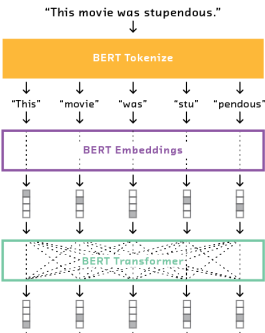 “This movie was stupendous.”
BERT Tokenize
“This” “movie” “was” “stu” “pendous”
BERT Embeddings
BERT Transformer